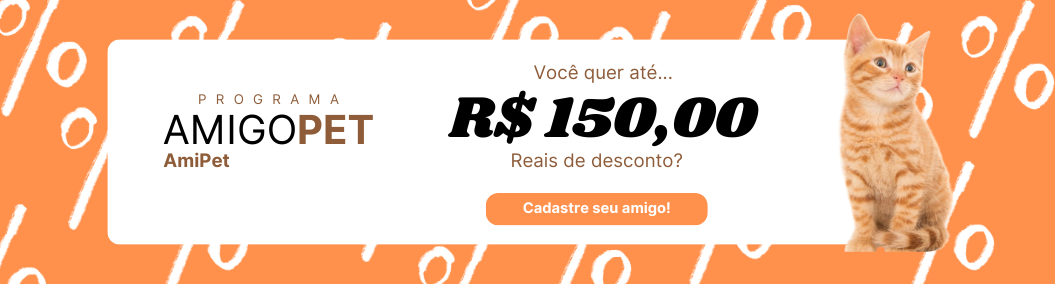 PROGRAMA
AMIGOPET
AmiPet
Você quer até...
R$ 150,00
Reais de desconto?
Cadastre seu amigo!